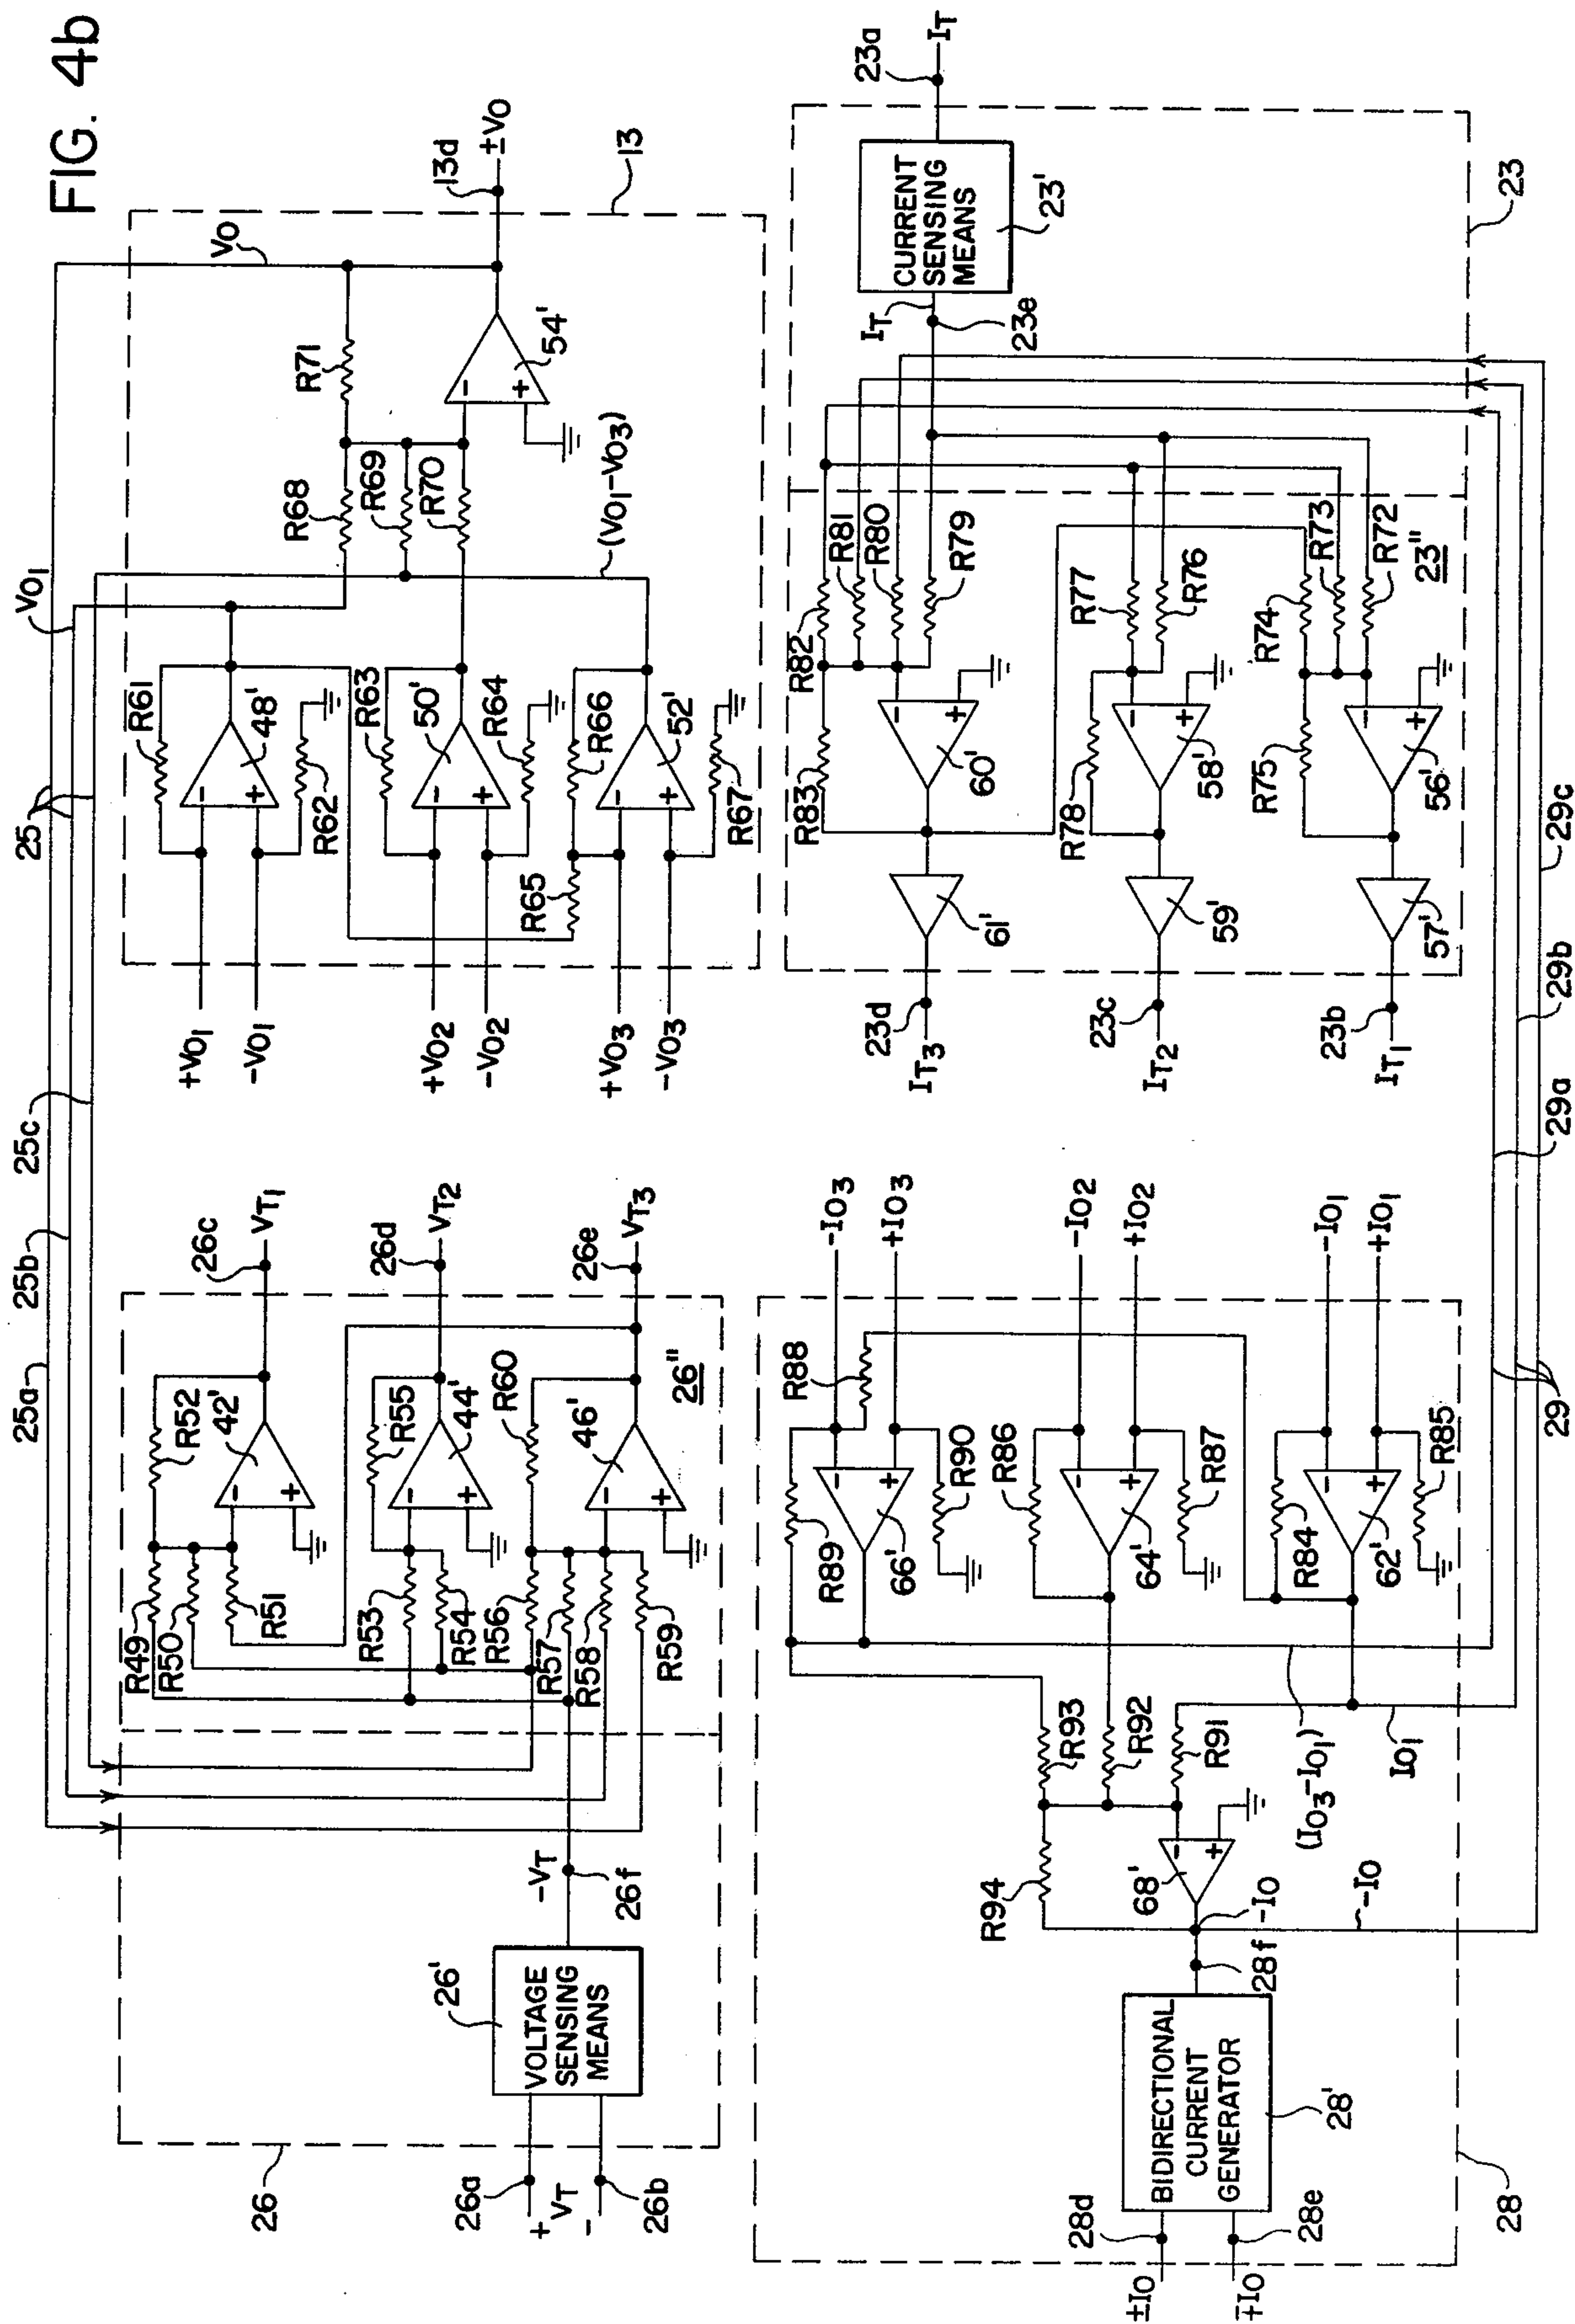 FIG. 4b
25a
25b
25c
25
VO1
26
26a
+
VT
-
26b
26'
VOLTAGE
SENSING
MEANS
-VT
26f
R49
R50
R51
R52
42'
-
+
26c
VT1
R53
R54
R55
44'
-
+
26d
VT2
R56
R57
R58
R59
R60
46'
-
+
26e
VT3
26"
+VO1
-VO1
R61
-
+
48'
R62
+VO2
-VO2
R63
-
+
50'
R64
R65
+VO3
-VO3
R66
-
+
52'
R67
R68
R69
R70
(VO1-VO3)
R71
-
+
54'
VO
13d
±VO
13
28d
±IO
28e
∓IO
BIDIRECTIONAL
CURRENT
GENERATOR
28'
28
28f
-IO
-IO
68'
-
+
R94
R93
R92
R91
(IO3-IO1)
IO1
R89
66'
-
+
R90
R88
-IO3
+IO3
R86
64'
-
+
R87
-IO2
+IO2
R84
62'
-
+
R85
-IO1
+IO1
29
29a
29b
29c
IT3
23d
61'
60'
-
+
R83
R82
R81
R80
R79
IT2
23c
59'
58'
-
+
R78
R77
R76
IT1
23b
57'
56'
-
+
R75
R74
R73
R72
23"
23e
IT
CURRENT
SENSING
MEANS
23'
23a
IT
23